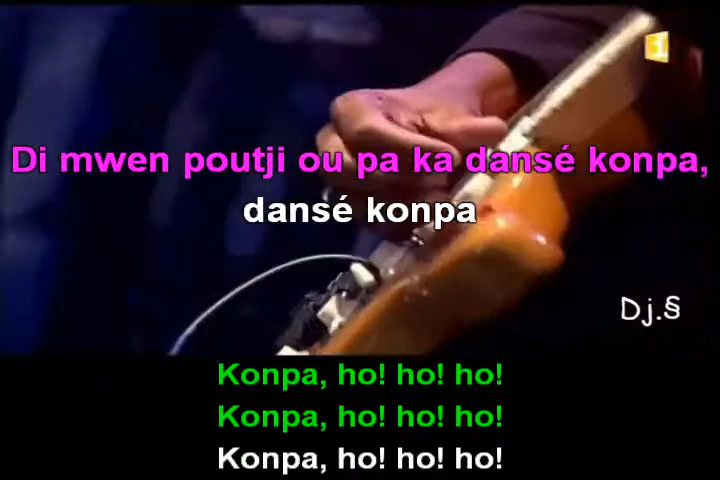 1
Di mwen poutji ou pa ka dansé konpa,
dansé konpa
Dj.§
Konpa, ho! ho! ho!
Konpa, ho! ho! ho!
Konpa, ho! ho! ho!